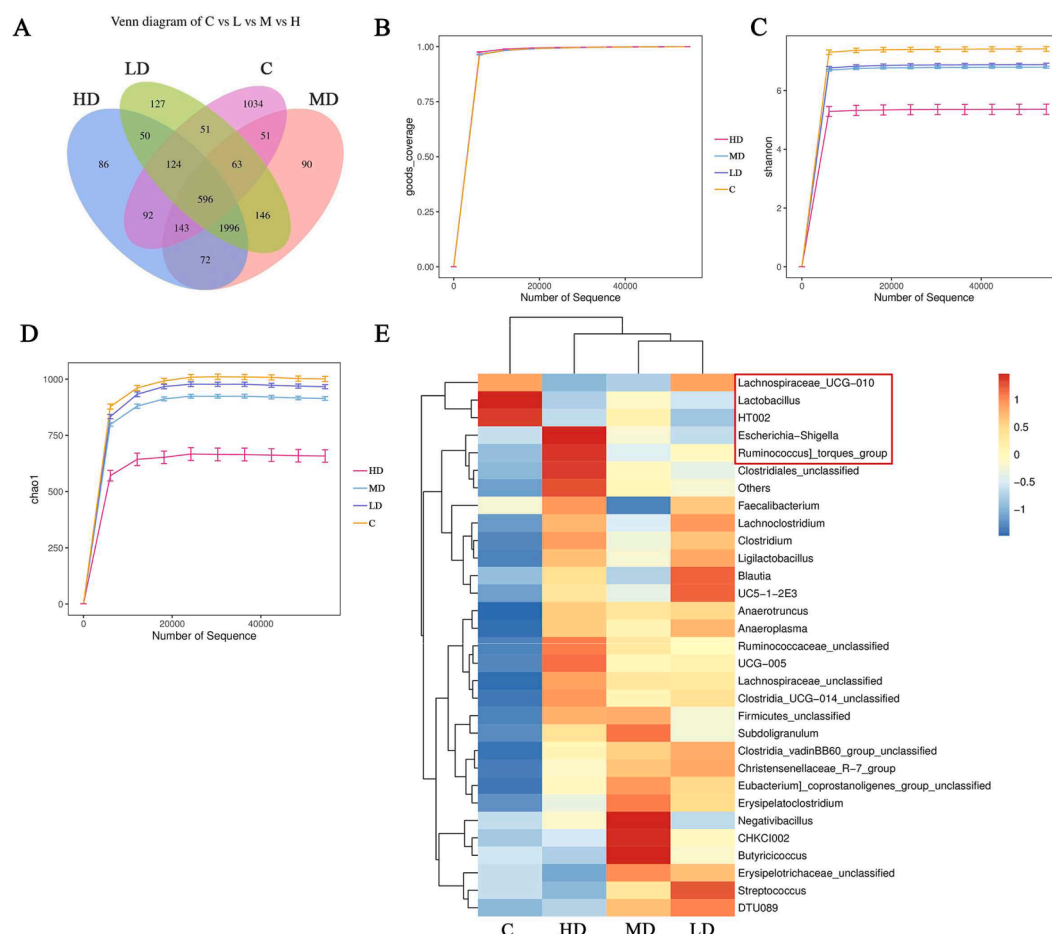 A
Venn diagram of C vs L vs M vs H
LD
C
HD
MD
127
1034
50
51
51
86
124
63
90
596
92
143
1996
146
72
B
1.00
0.75
0.50
0.25
0.00
goods_coverage
0
20000
40000
Number of Sequence
HD
MD
LD
C
C
6
4
2
0
shannon
0
20000
40000
Number of Sequence
D
1000
750
500
250
0
chao1
0
20000
40000
Number of Sequence
HD
MD
LD
C
E
Lachnospiraceae_UCG-010
Lactobacillus
HT002
Escherichia-Shigella
Ruminococcus]_torques_group
Clostridiales_unclassified
Others
Faecalibacterium
Lachnoclostridium
Clostridium
Ligilactobacillus
Blautia
UC5-1-2E3
Anaerotruncus
Anaeroplasma
Ruminococcaceae_unclassified
UCG-005
Lachnospiraceae_unclassified
Clostridia_UCG-014_unclassified
Firmicutes_unclassified
Subdoligranulum
Clostridia_vadinBB60_group_unclassified
Christensenellaceae_R-7_group
Eubacterium]_coprostanoligenes_group_unclassified
Erysipelatoclostridium
Negativibacillus
CHKCI002
Butyricicoccus
Erysipelotrichaceae_unclassified
Streptococcus
DTU089
C
HD
MD
LD
1
0.5
0
−0.5
−1